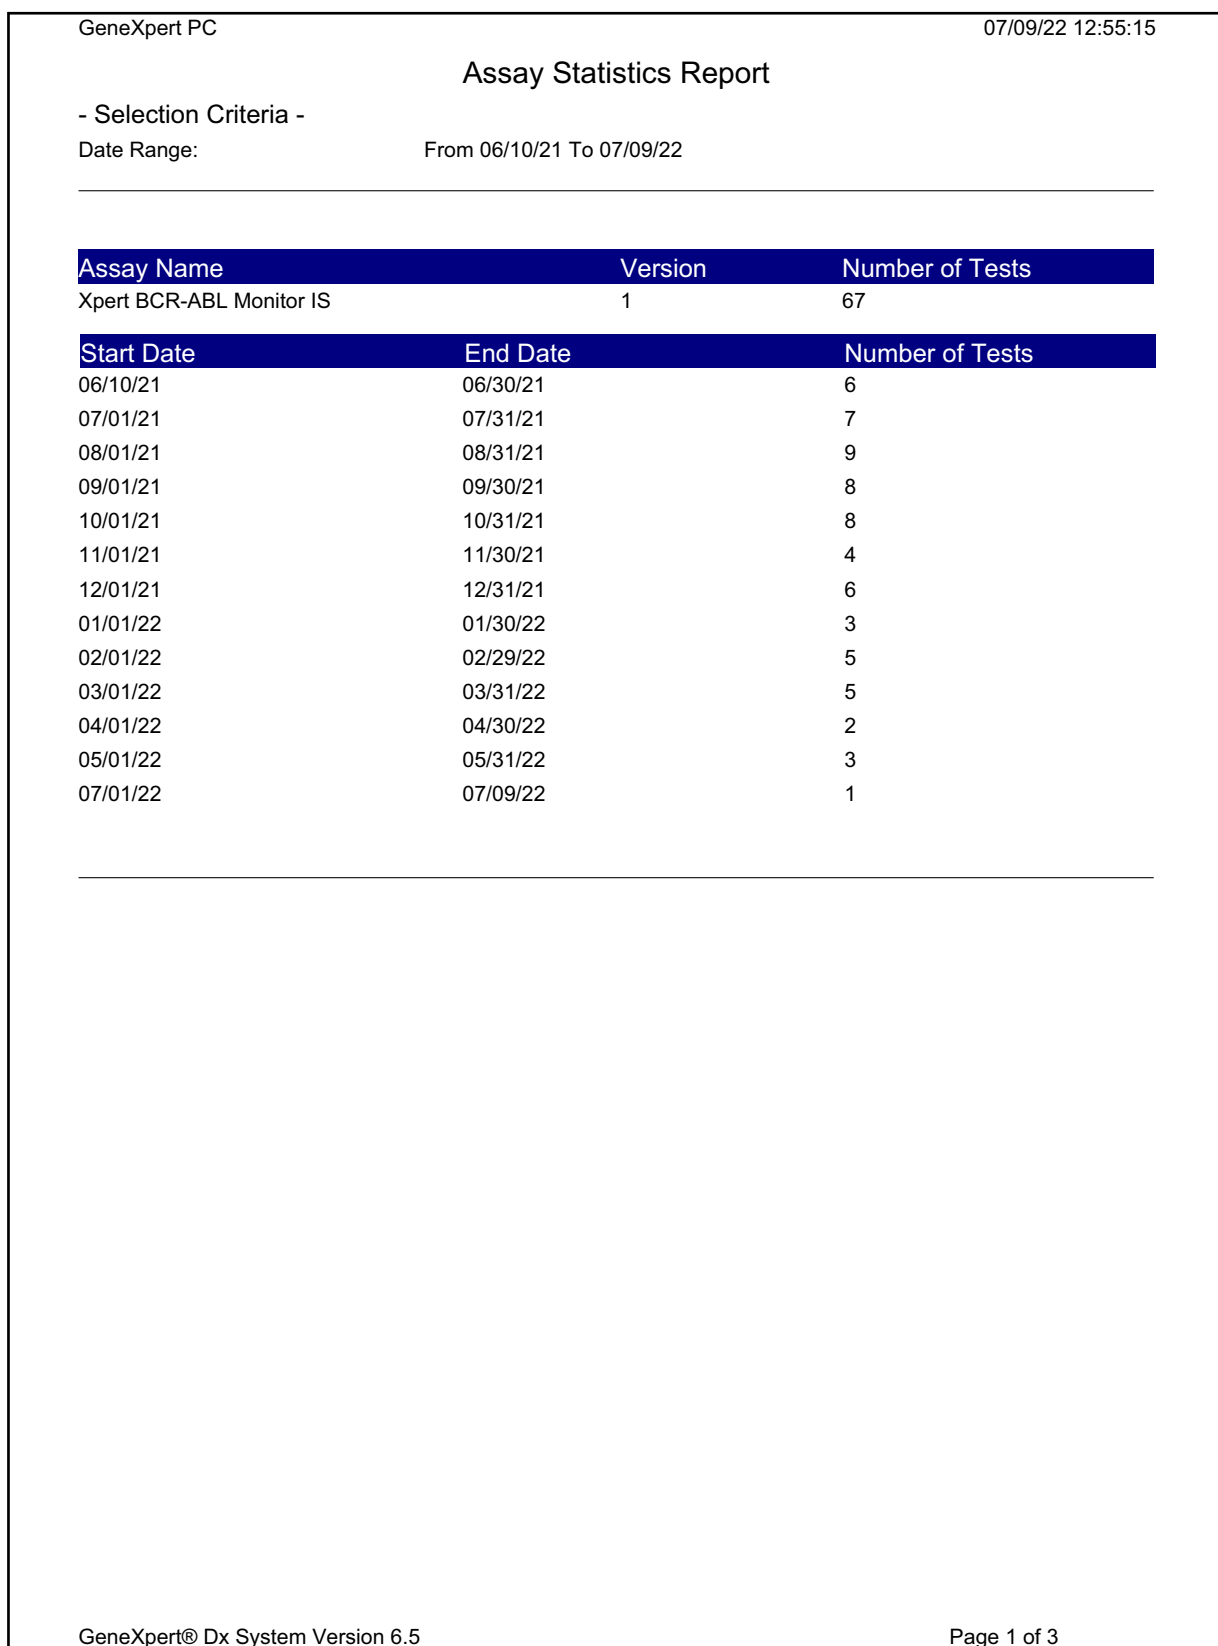 GeneXpert PC 07/09/22 12:55:15
Assay Statistics Report
- Selection Criteria -
Date Range: From 06/10/21 To 07/09/22
Assay Name Version Number of Tests
Xpert BCR-ABL Monitor IS 1 67
Start Date End Date Number of Tests
06/10/21 06/30/21 6
07/01/21 07/31/21 7
08/01/21 08/31/21 9
09/01/21 09/30/21 8
10/01/21 10/31/21 8
11/01/21 11/30/21 4
12/01/21 12/31/21 6
01/01/22 01/30/22 3
02/01/22 02/29/22 5
03/01/22 03/31/22 5
04/01/22 04/30/22 2
05/01/22 05/31/22 3
07/01/22 07/09/22 1
GeneXpert® Dx System Version 6.5 Page 1 of 3